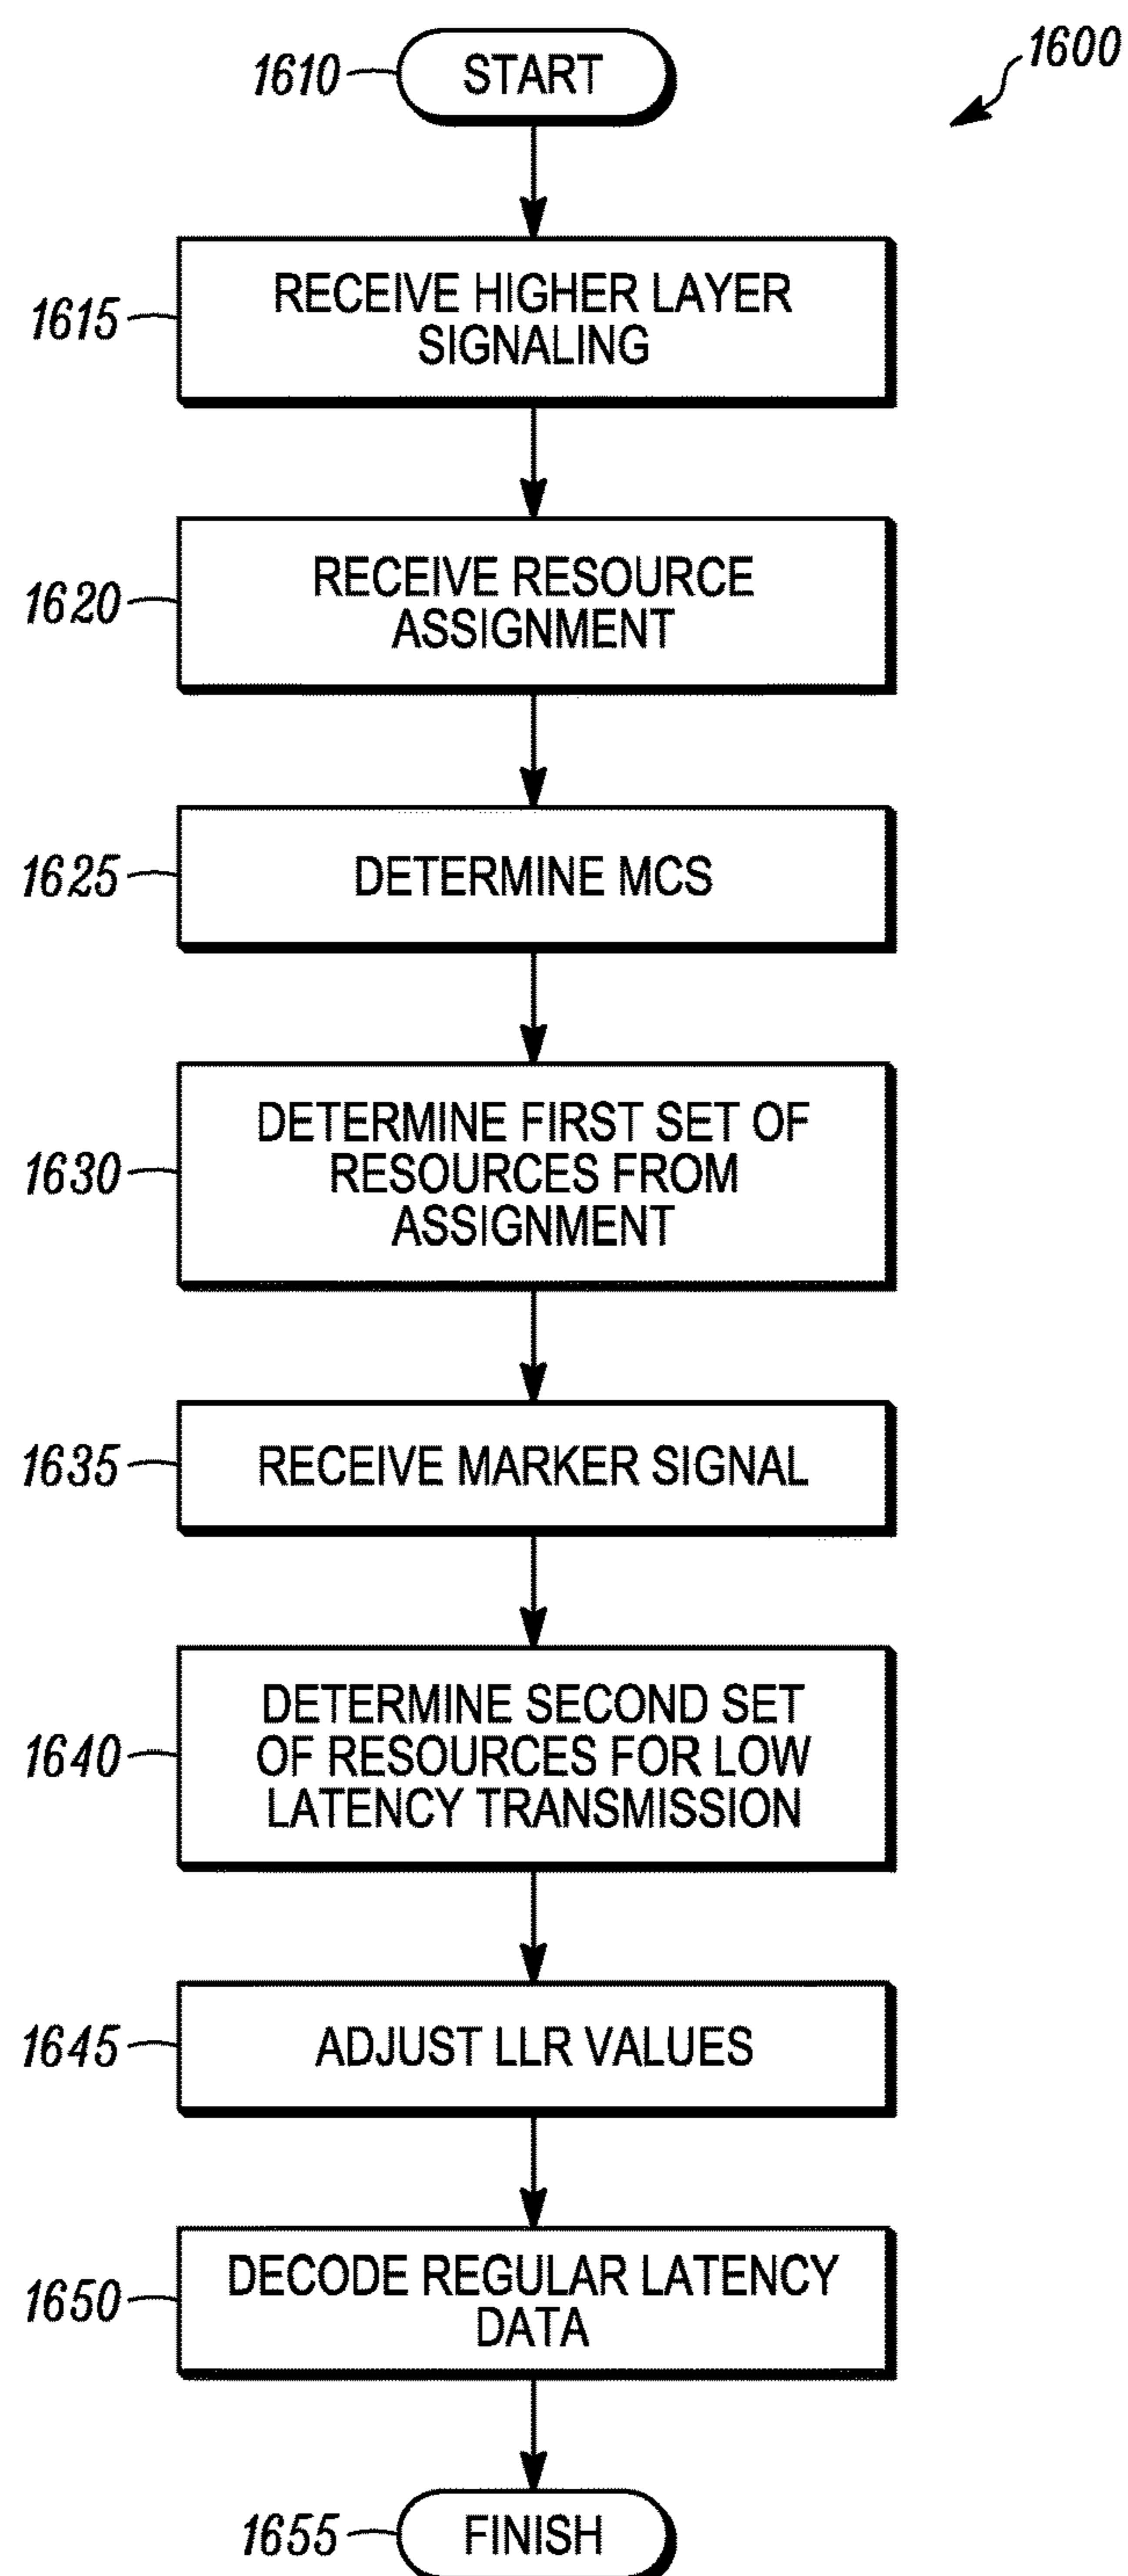 1600
1610
START
1615
RECEIVE HIGHER LAYER
SIGNALING
1620
RECEIVE RESOURCE
ASSIGNMENT
1625
DETERMINE MCS
1630
DETERMINE FIRST SET OF
RESOURCES FROM
ASSIGNMENT
1635
RECEIVE MARKER SIGNAL
1640
DETERMINE SECOND SET
OF RESOURCES FOR LOW
LATENCY TRANSMISSION
1645
ADJUST LLR VALUES
1650
DECODE REGULAR LATENCY
DATA
1655
FINISH